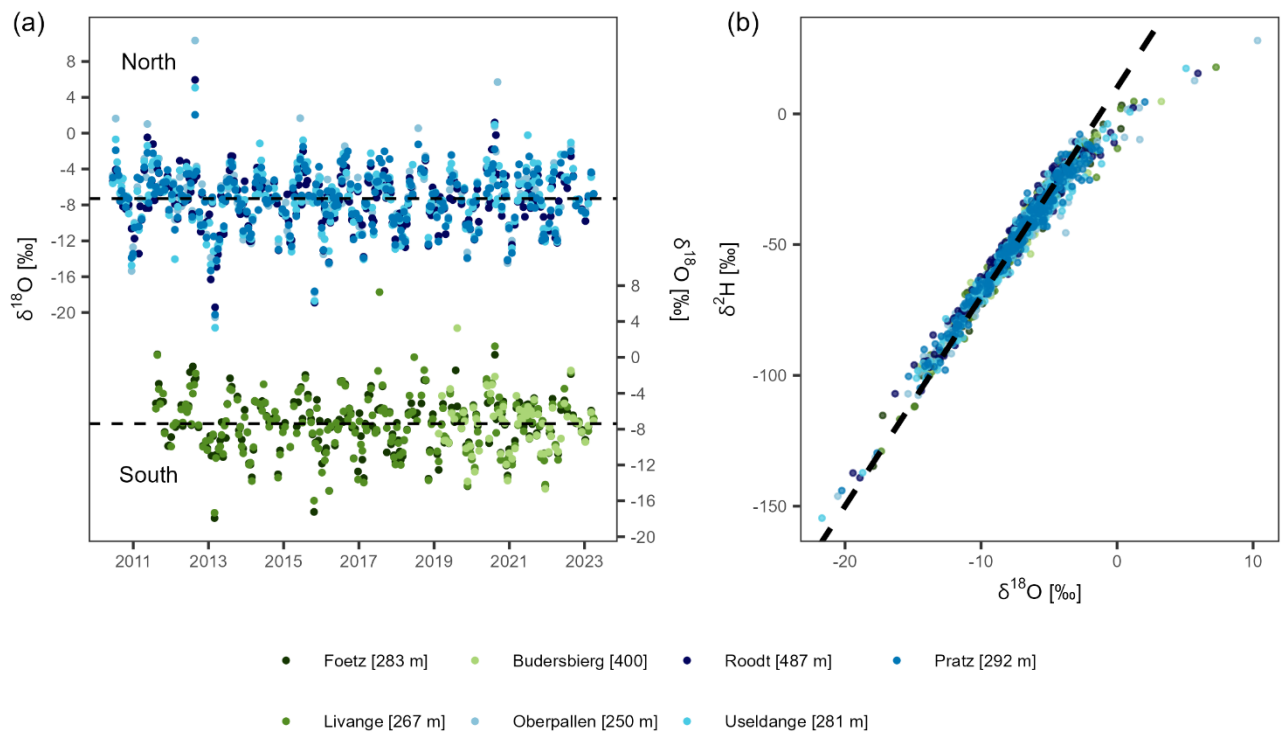 (a)
North
8
4
0
-4
-8
-12
-16
-20
δ¹⁸O [‰]
δ¹⁸O [‰]
8
4
0
-4
-8
-12
-16
-20
South
2011 2013 2015 2017 2019 2021 2023
(b)
0
-50
-100
-150
δ²H [‰]
-20 -10 0 10
δ¹⁸O [‰]
Foetz [283 m] Budersbierg [400] Roodt [487 m] Pratz [292 m]
Livange [267 m] Oberpallen [250 m] Useldange [281 m]